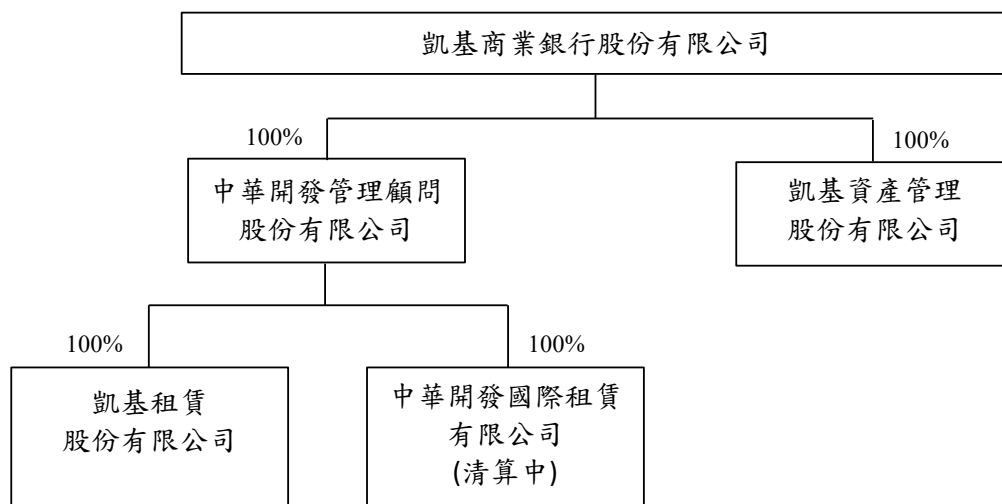 凱基商業銀行股份有限公司
100%
100%
中華開發管理顧問
股份有限公司
凱基資產管理
股份有限公司
100%
100%
凱基租賃
股份有限公司
中華開發國際租賃
有限公司
(清算中)